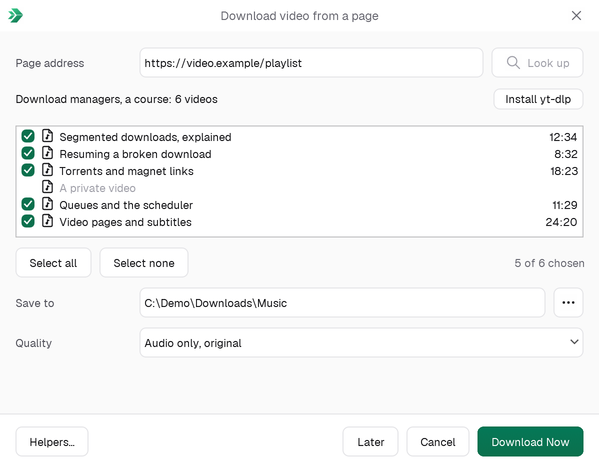 Download video from a page
Page address https://video.example/playlist Look up
Download managers, a course: 6 videos Install yt-dlp
Segmented downloads, explained 12:34
Resuming a broken download 8:32
Torrents and magnet links 18:23
A private video
Queues and the scheduler 11:29
Video pages and subtitles 24:20
Select all Select none 5 of 6 chosen
Save to C:\Demo\Downloads\Music ...
Quality Audio only, original
Helpers... Later Cancel Download Now